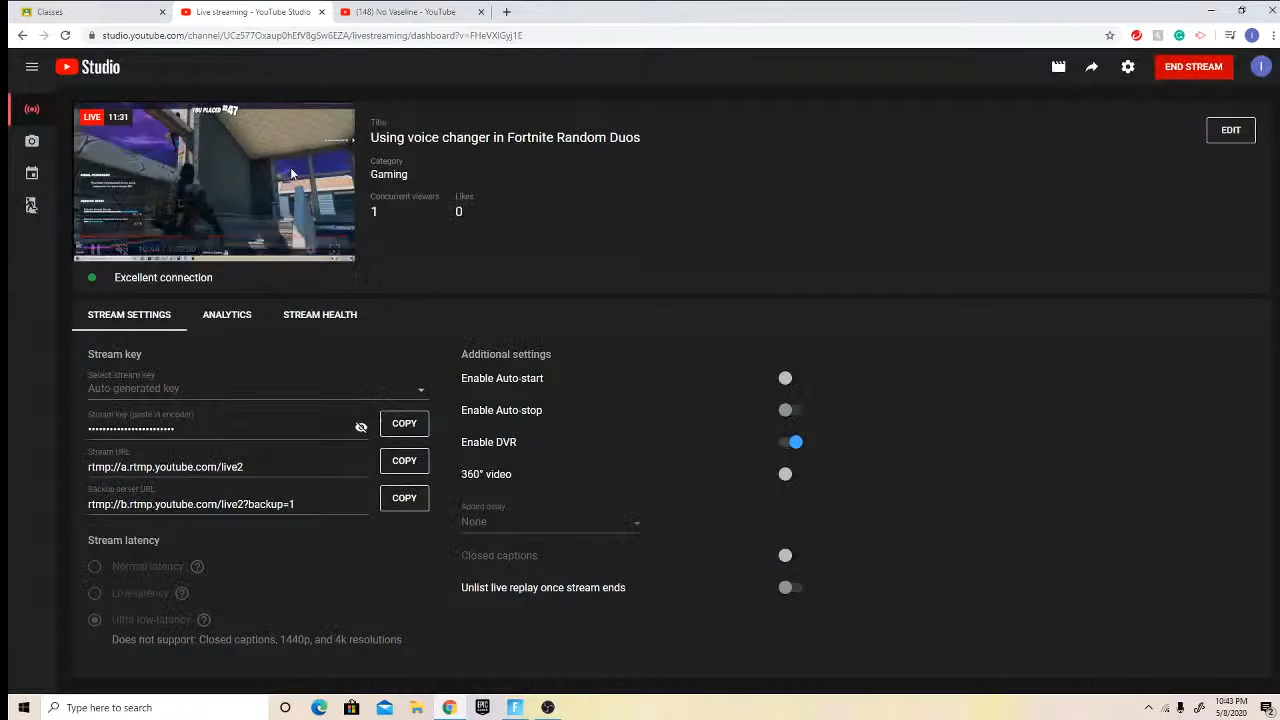 Classes
Live streaming - YouTube Studio
(148) No Vaseline - YouTube
studio.youtube.com/channel/UCz577Oxaup0hEfV8gSw6EZA/livestreaming/dashboard?v=FHeVXIGyj1E
Studio
END STREAM
I
LIVE 11:31
YOU PLACED #47
Title
Using voice changer in Fortnite Random Duos
EDIT
Category
Gaming
Concurrent viewers Likes
1 0
Excellent connection
STREAM SETTINGS ANALYTICS STREAM HEALTH
Stream key
Select stream key
Auto-generated key
Stream key (paste in encoder)
COPY
Stream URL
rtmp://a.rtmp.youtube.com/live2
COPY
Backup server URL
rtmp://b.rtmp.youtube.com/live2?backup=1
COPY
Stream latency
Normal latency
Low-latency
Ultra low-latency
Does not support: Closed captions, 1440p, and 4k resolutions
Additional settings
Enable Auto-start
Enable Auto-stop
Enable DVR
360° video
Added delay
None
Closed captions
Unlist live replay once stream ends
Type here to search
EPIC GAMES
10:43 PM
5/8/2020
2